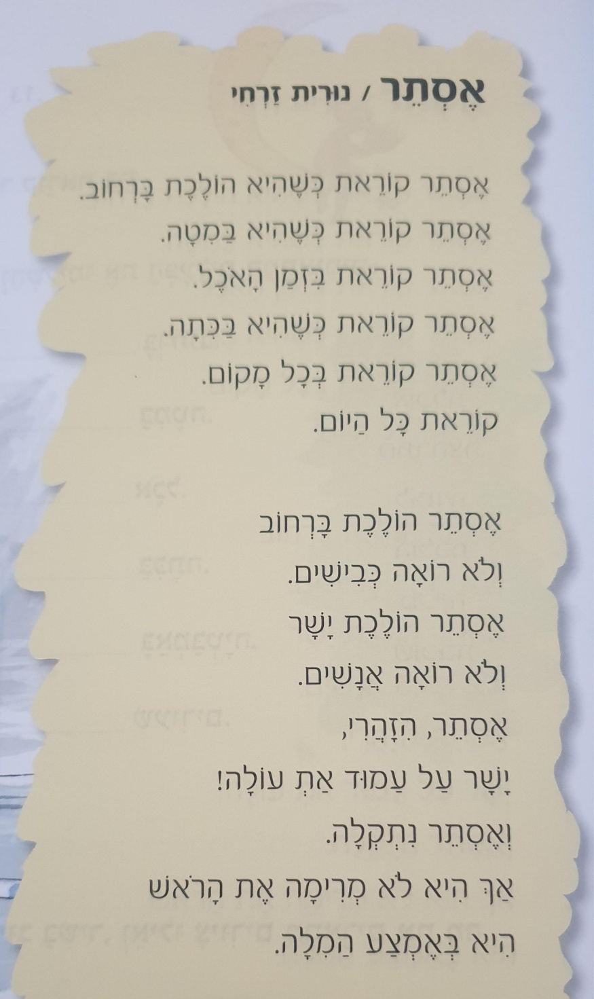 אֶסְתֵּר / נוּרִית זַרְחִי
אֶסְתֵּר קוֹרֵאת כְּשֶׁהִיא הוֹלֶכֶת בָּרְחוֹב.
אֶסְתֵּר קוֹרֵאת כְּשֶׁהִיא בַּמִּטָּה.
אֶסְתֵּר קוֹרֵאת בִּזְמַן הָאֹכֶל.
אֶסְתֵּר קוֹרֵאת כְּשֶׁהִיא בַּכִּתָּה.
אֶסְתֵּר קוֹרֵאת בְּכָל מָקוֹם.
קוֹרֵאת כָּל הַיּוֹם.
אֶסְתֵּר הוֹלֶכֶת בָּרְחוֹב
וְלֹא רוֹאָה כְּבִישִׁים.
אֶסְתֵּר הוֹלֶכֶת יָשָׁר
וְלֹא רוֹאָה אֲנָשִׁים.
אֶסְתֵּר, הִזָּהֲרִי,
יָשָׁר עַל עַמּוּד אַתְּ עוֹלָה!
וְאֶסְתֵּר נִתְקְלָה.
אַךְ הִיא לֹא מְרִימָה אֶת הָרֹאשׁ
הִיא בְּאֶמְצַע הַמִּלָּה.